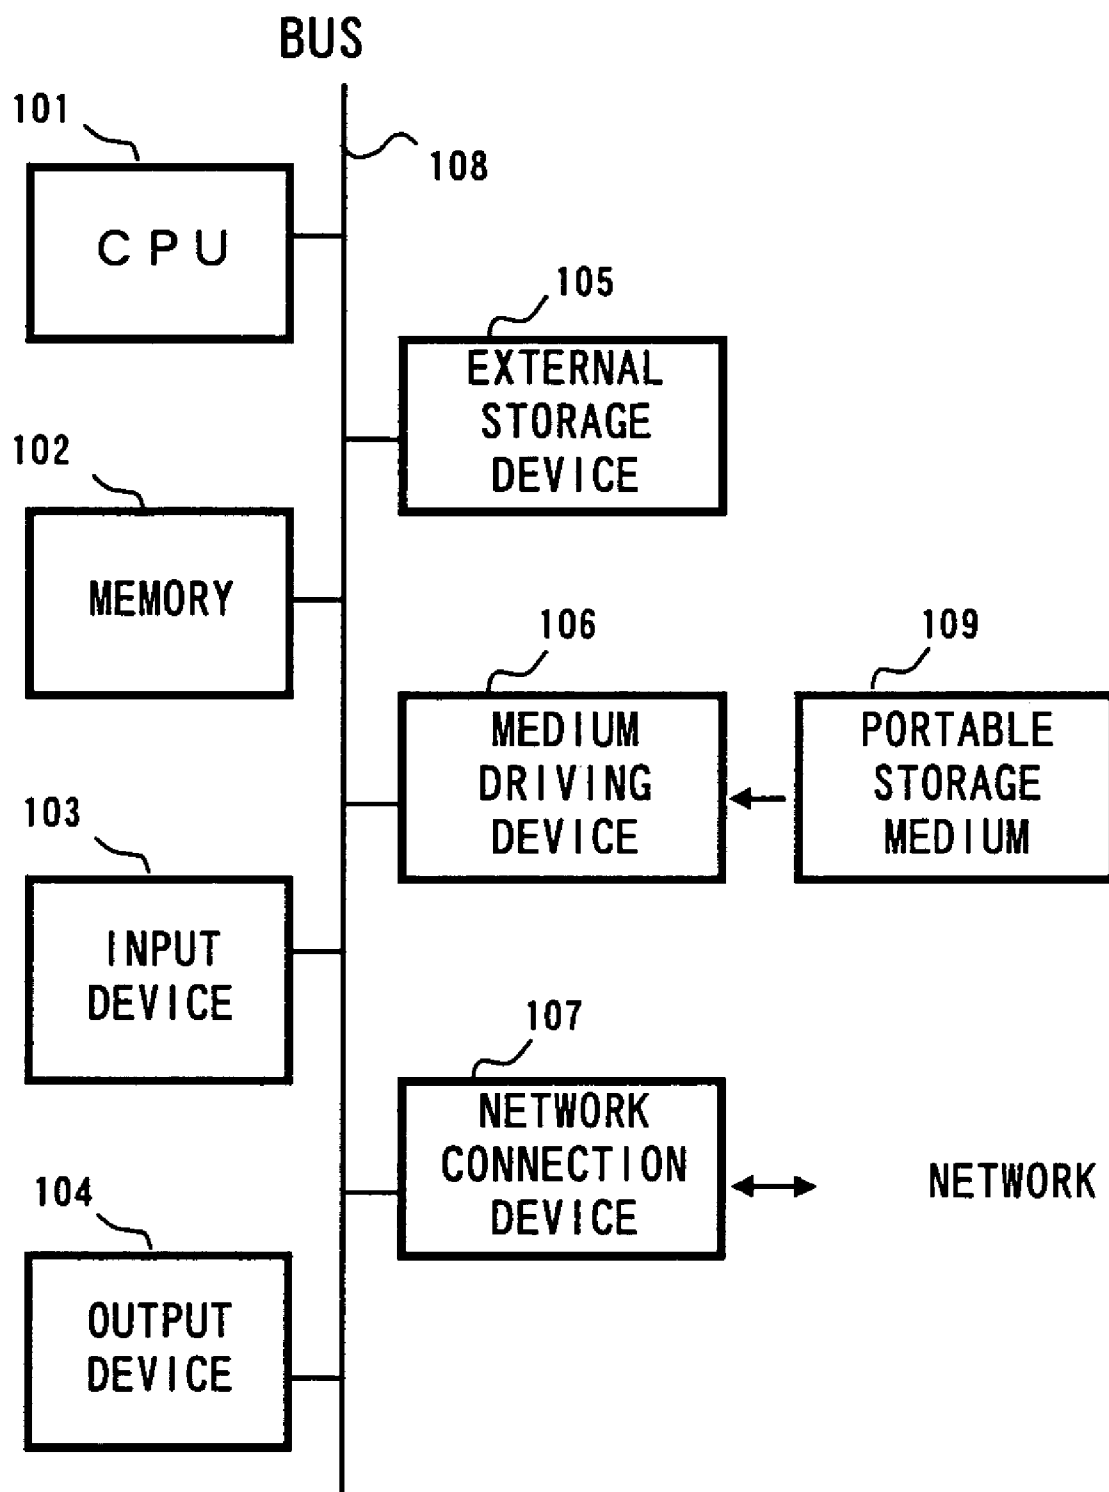 BUS
101
108
CPU
105
EXTERNAL
STORAGE
DEVICE
102
MEMORY
106
109
MEDIUM
DRIVING
DEVICE
PORTABLE
STORAGE
MEDIUM
103
INPUT
DEVICE
107
NETWORK
CONNECTION
DEVICE
NETWORK
104
OUTPUT
DEVICE